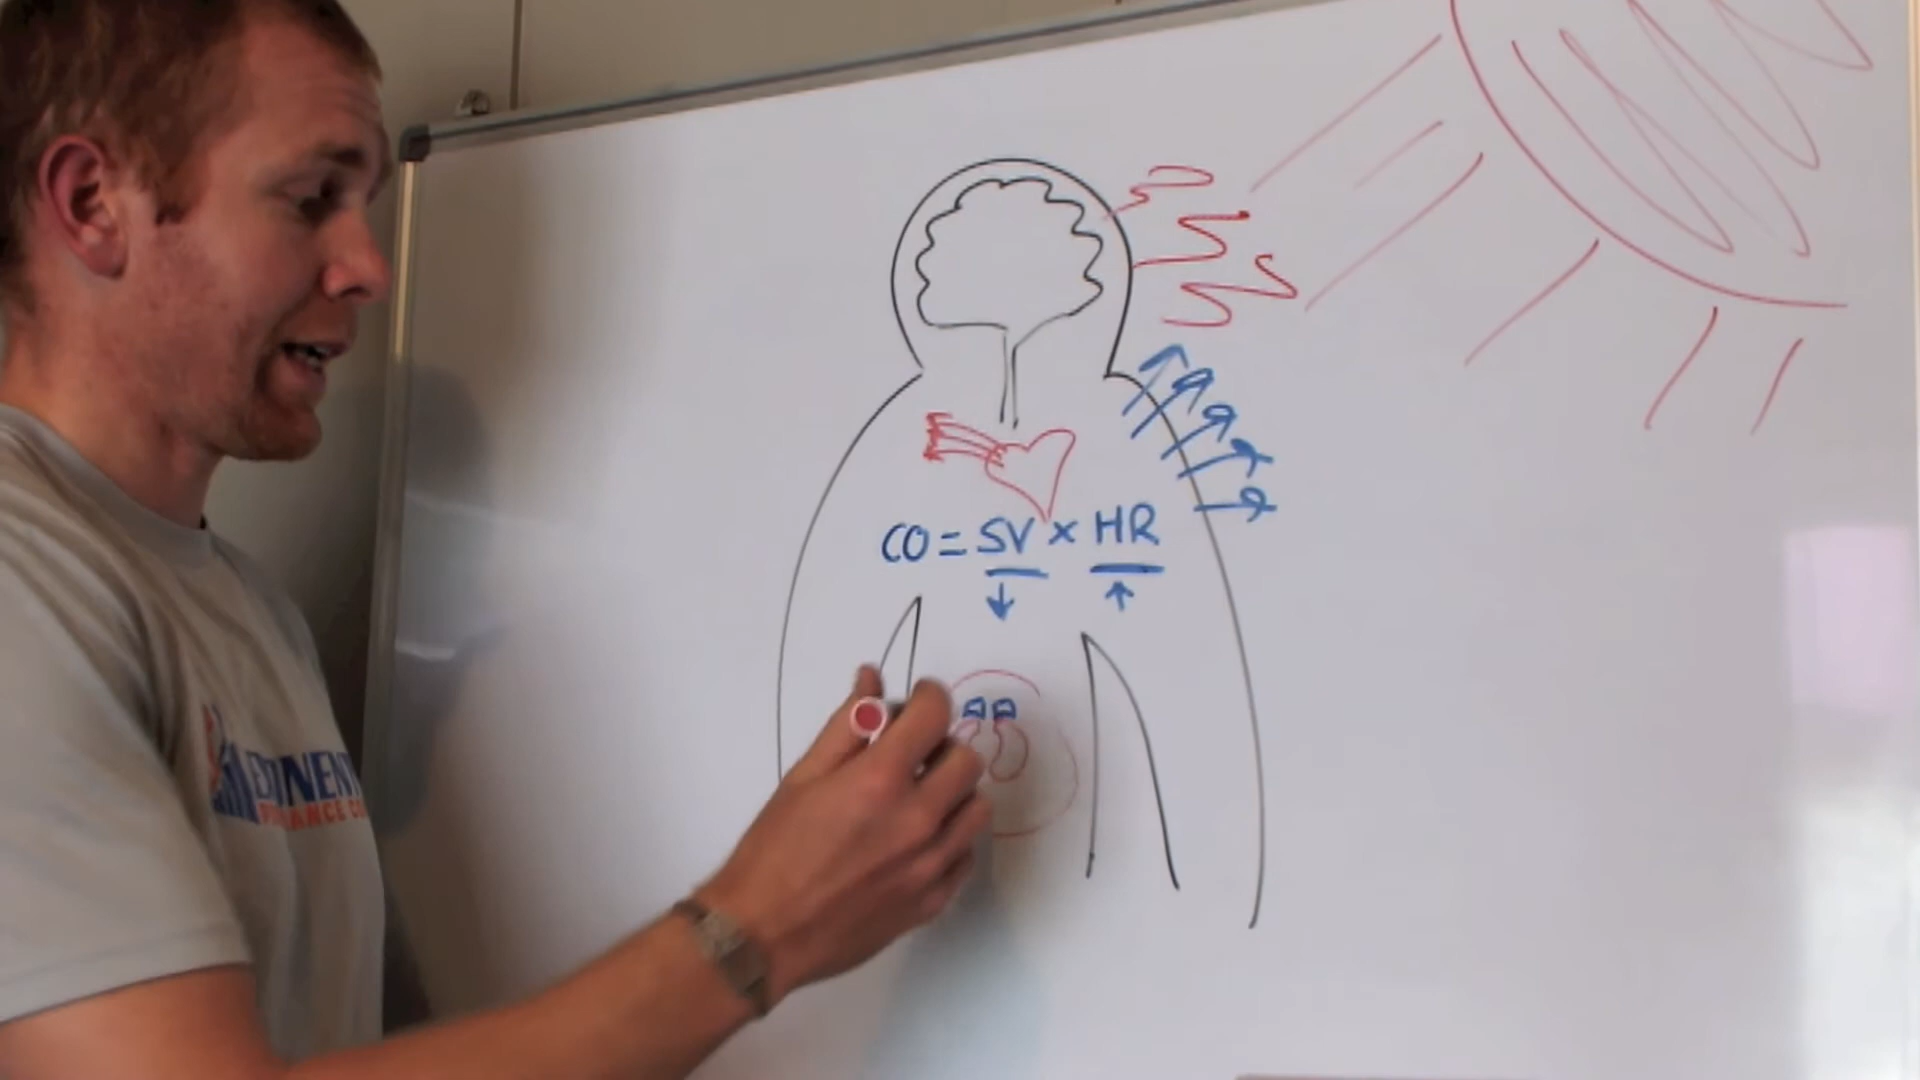 CO = SV x HR